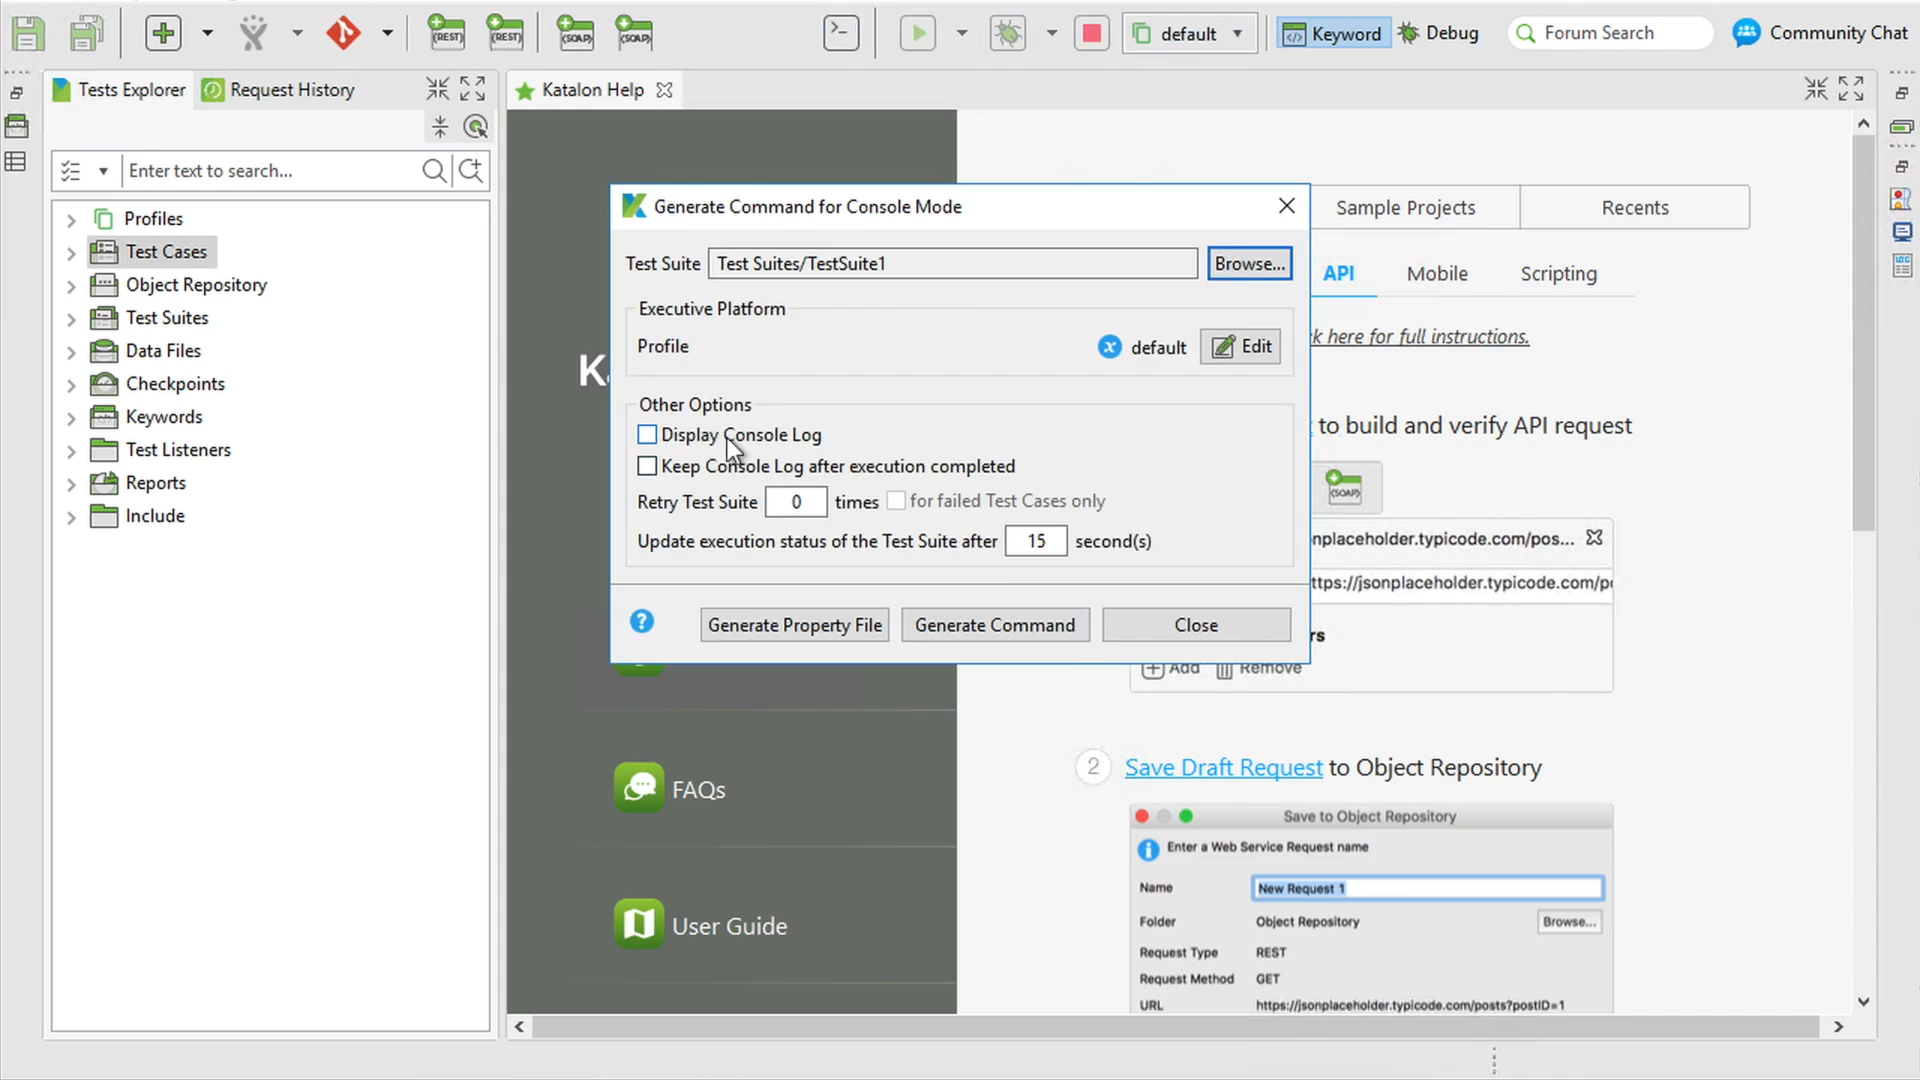 (REST)
(REST)
(SOAP)
(SOAP)
default
Keyword
Debug
Forum Search
Community Chat
Tests Explorer
Request History
Katalon Help
Enter text to search...
Profiles
Test Cases
Object Repository
Test Suites
Data Files
Checkpoints
Keywords
Test Listeners
Reports
Include
Generate Command for Console Mode
Test Suite
Test Suites/TestSuite1
Browse...
Executive Platform
Profile
default
Edit
Other Options
Display Console Log
Keep Console Log after execution completed
Retry Test Suite
0
times
for failed Test Cases only
Update execution status of the Test Suite after
15
second(s)
Generate Property File
Generate Command
Close
Sample Projects
Recents
API
Mobile
Scripting
k here for full instructions.
to build and verify API request
(SOAP)
nplaceholder.typicode.com/pos...
ttps://jsonplaceholder.typicode.com/p
rs
Add
Remove
FAQs
User Guide
2
Save Draft Request to Object Repository
Save to Object Repository
Enter a Web Service Request name
Name
New Request 1
Folder
Object Repository
Browse...
Request Type
REST
Request Method
GET
URL
https://jsonplaceholder.typicode.com/posts?postID=1